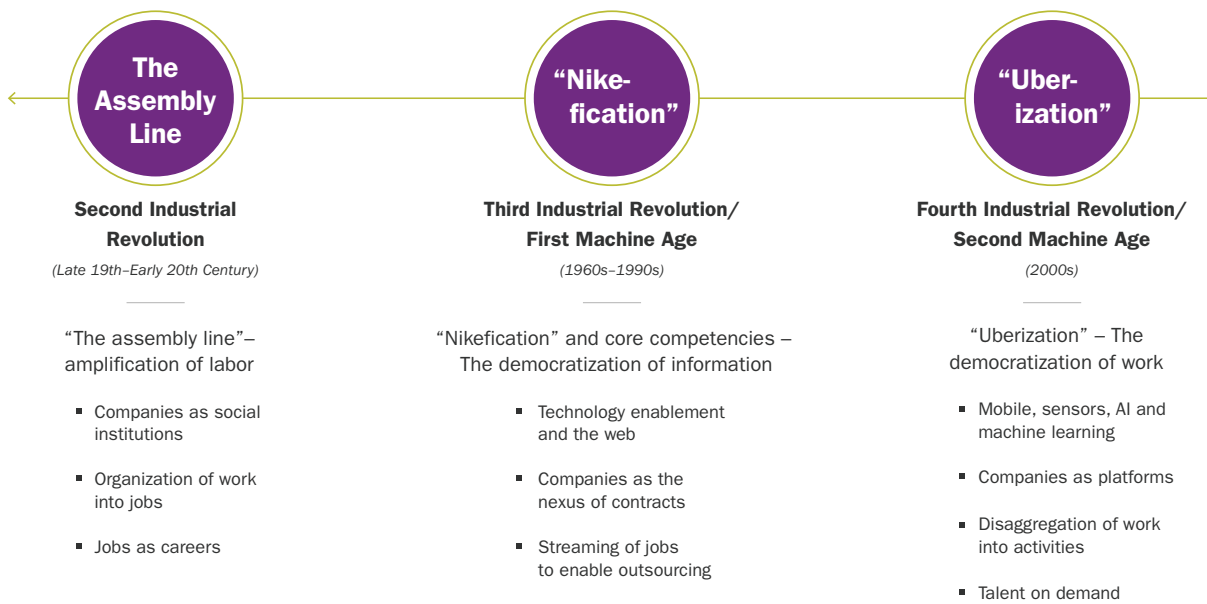 The
Assembly
Line
Second Industrial
Revolution
(Late 19th–Early 20th Century)
“The assembly line”–
amplification of labor
▪ Companies as social
institutions
▪ Organization of work
into jobs
▪ Jobs as careers
“Nike-
fication”
Third Industrial Revolution/
First Machine Age
(1960s–1990s)
“Nikefication” and core competencies –
The democratization of information
▪ Technology enablement
and the web
▪ Companies as the
nexus of contracts
▪ Streaming of jobs
to enable outsourcing
“Uber-
ization”
Fourth Industrial Revolution/
Second Machine Age
(2000s)
“Uberization” – The
democratization of work
▪ Mobile, sensors, AI and
machine learning
▪ Companies as platforms
▪ Disaggregation of work
into activities
▪ Talent on demand